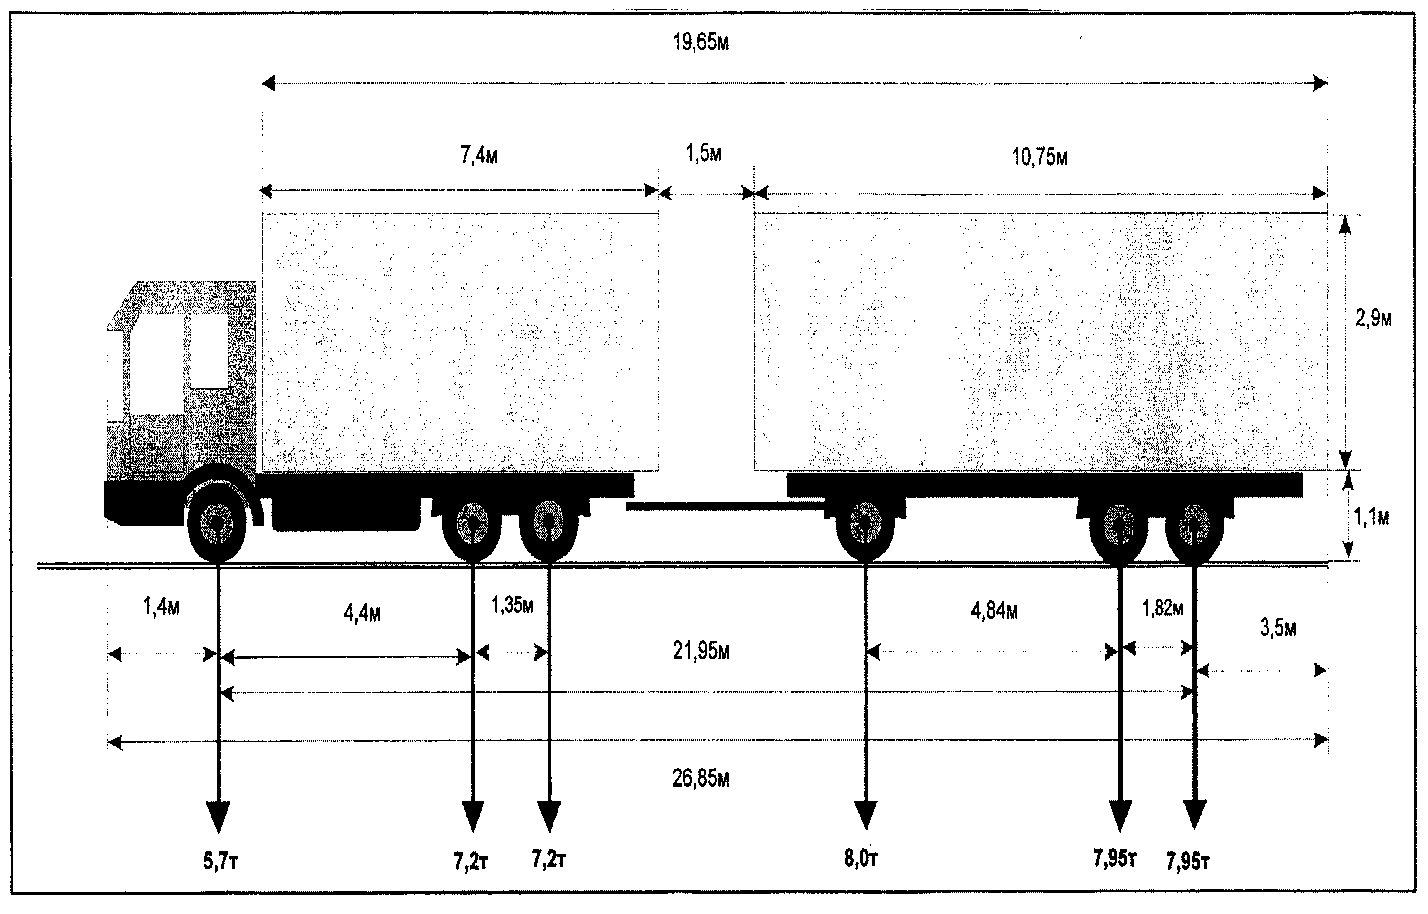 19,65м
7,4м
1,5м
10,75м
2,9м
1,1м
1,4м
4,4м
1,35м
21,95м
4,84м
1,82м
3,5м
26,85м
5,7т
7,2т
7,2т
8,0т
7,95т
7,95т